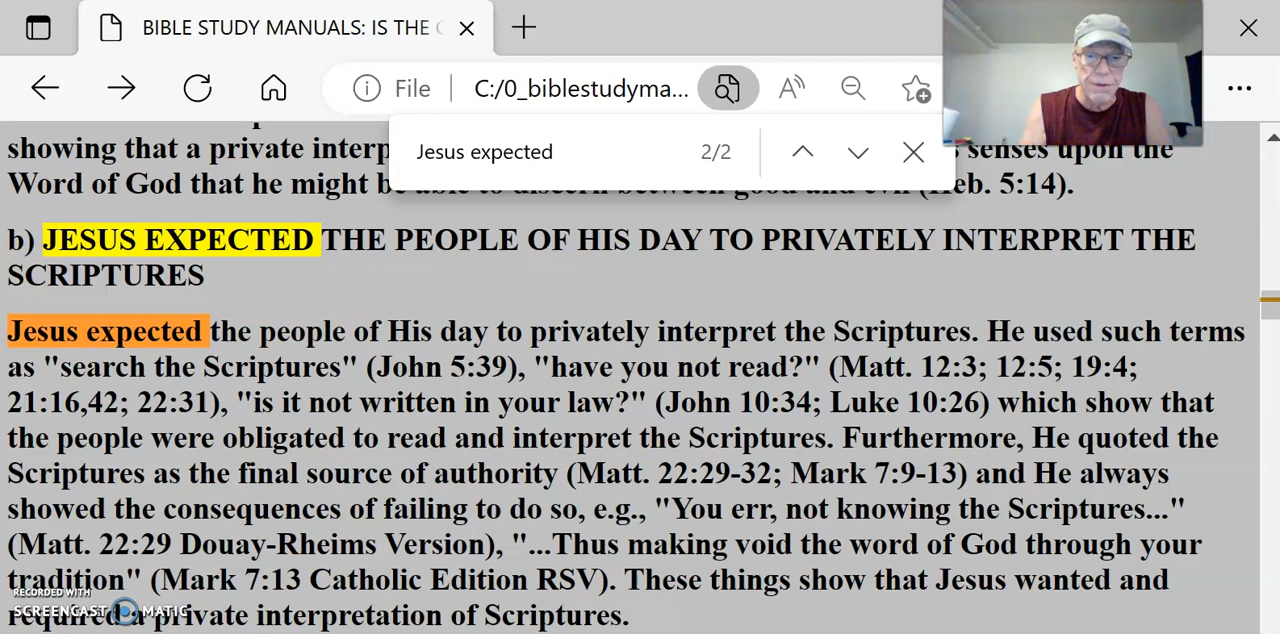 BIBLE STUDY MANUALS: IS THE
File
C:/0_biblestudyma...
Jesus expected 2/2
showing that a private interp
senses upon the
Word of God that he might be able to discern between good and evil (Heb. 5:14).
b) JESUS EXPECTED THE PEOPLE OF HIS DAY TO PRIVATELY INTERPRET THE
SCRIPTURES
Jesus expected the people of His day to privately interpret the Scriptures. He used such terms
as "search the Scriptures" (John 5:39), "have you not read?" (Matt. 12:3; 12:5; 19:4;
21:16,42; 22:31), "is it not written in your law?" (John 10:34; Luke 10:26) which show that
the people were obligated to read and interpret the Scriptures. Furthermore, He quoted the
Scriptures as the final source of authority (Matt. 22:29-32; Mark 7:9-13) and He always
showed the consequences of failing to do so, e.g., "You err, not knowing the Scriptures..."
(Matt. 22:29 Douay-Rheims Version), "...Thus making void the word of God through your
tradition" (Mark 7:13 Catholic Edition RSV). These things show that Jesus wanted and
RECORDED WITH
SCREENCAST MATIC
required a private interpretation of Scriptures.